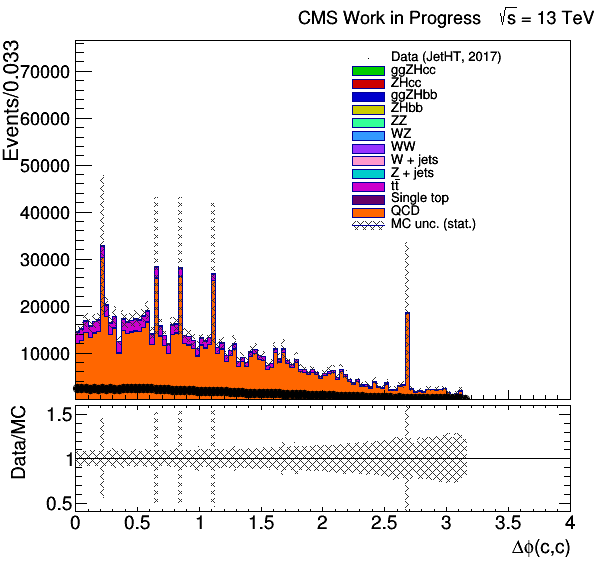 CMS Work in Progress √s = 13 TeV
Events/0.033
70000
60000
50000
40000
30000
20000
10000
Data (JetHT, 2017)
ggZHcc
ZHcc
ggZHbb
ZHbb
ZZ
WZ
WW
W + jets
Z + jets
tt̄
Single top
QCD
MC unc. (stat.)
Data/MC
1.5
1
0.5
0 0.5 1 1.5 2 2.5 3 3.5 4
Δϕ(c,c)